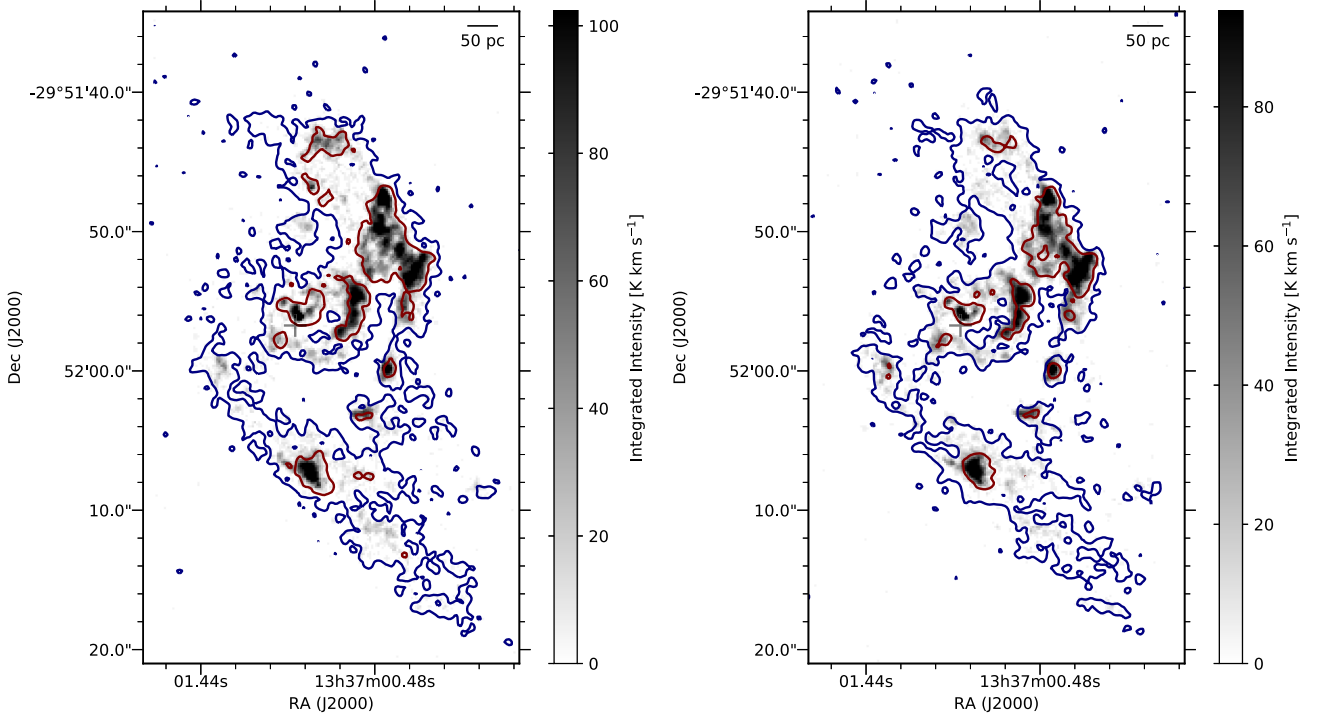 50 pc
-29°51'40.0"
50.0"
52'00.0"
10.0"
20.0"
Dec (J2000)
01.44s
13h37m00.48s
RA (J2000)
100
80
60
40
20
0
Integrated Intensity [K km s⁻¹]
50 pc
-29°51'40.0"
50.0"
52'00.0"
10.0"
20.0"
Dec (J2000)
01.44s
13h37m00.48s
RA (J2000)
80
60
40
20
0
Integrated Intensity [K km s⁻¹]